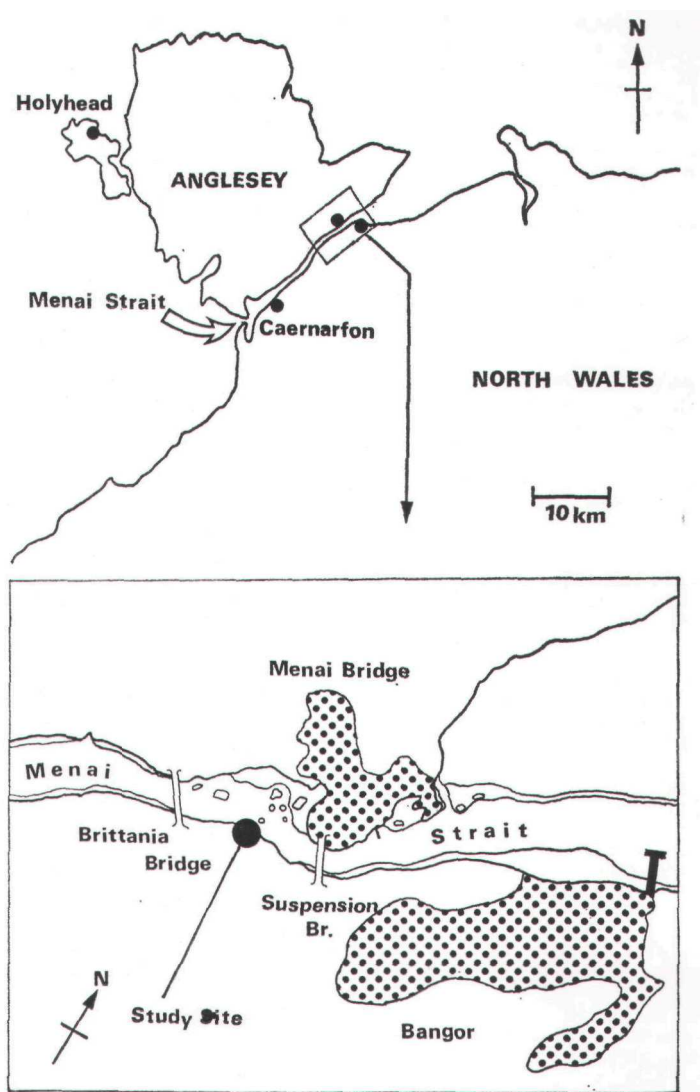 N
Holyhead
ANGLESEY
Menai Strait
Caernarfon
NORTH WALES
10 km
Menai Bridge
Menai
Strait
Brittania
Bridge
Suspension
Br.
N
Study Site
Bangor